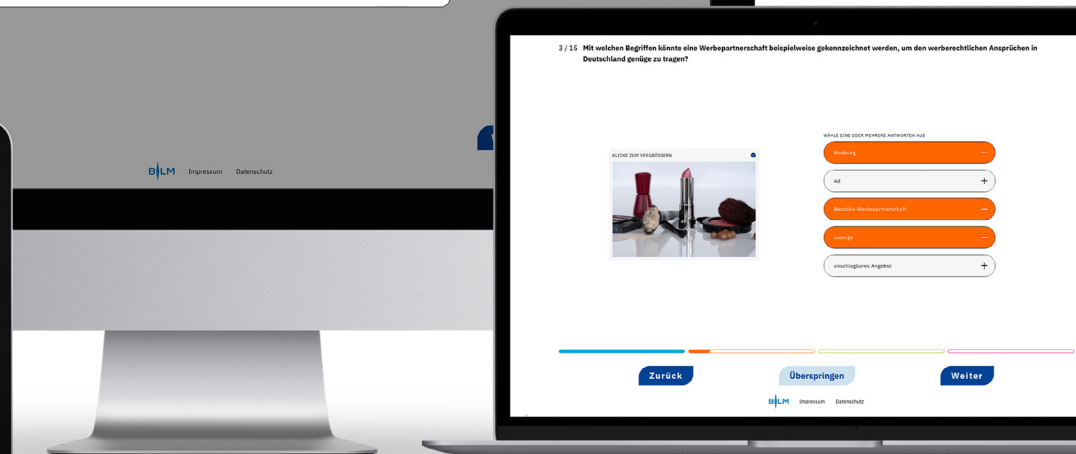 3 / 15 Mit welchen Begriffen könnte eine Werbepartnerschaft beispielweise gekennzeichnet werden, um den werberechtlichen Ansprüchen in
Deutschland genüge zu tragen?
WÄHLE EINE ODER MEHRERE ANTWORTEN AUS
KLICKE ZUM VERGRÖSSERN
Werbung
Ad
Bezahlte Werbepartnerschaft
Anzeige
unschlagbares Angebot
Zurück
Überspringen
Weiter
BLM Impressum Datenschutz
BLM Impressum Datenschutz